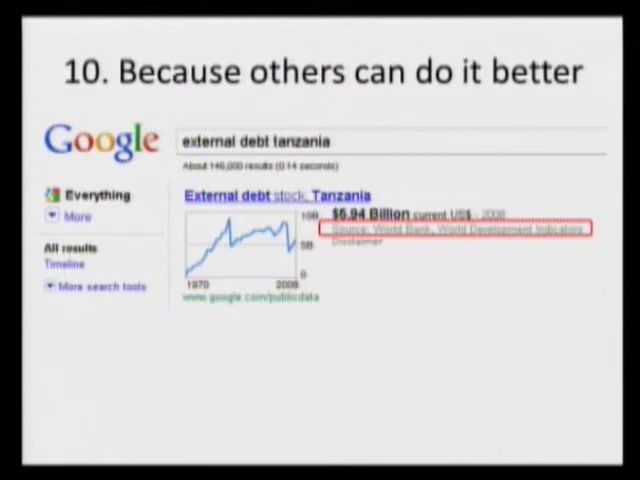 10. Because others can do it better
Google
external debt tanzania
About 146,000 results (0.14 seconds)
Everything
More
All results
Timeline
More search tools
External debt stock, Tanzania
$5.94 Billion current US$ - 2008
Source: World Bank, World Development Indicators
Disclaimer
10B
5B
0
1970
2008
www.google.com/publicdata